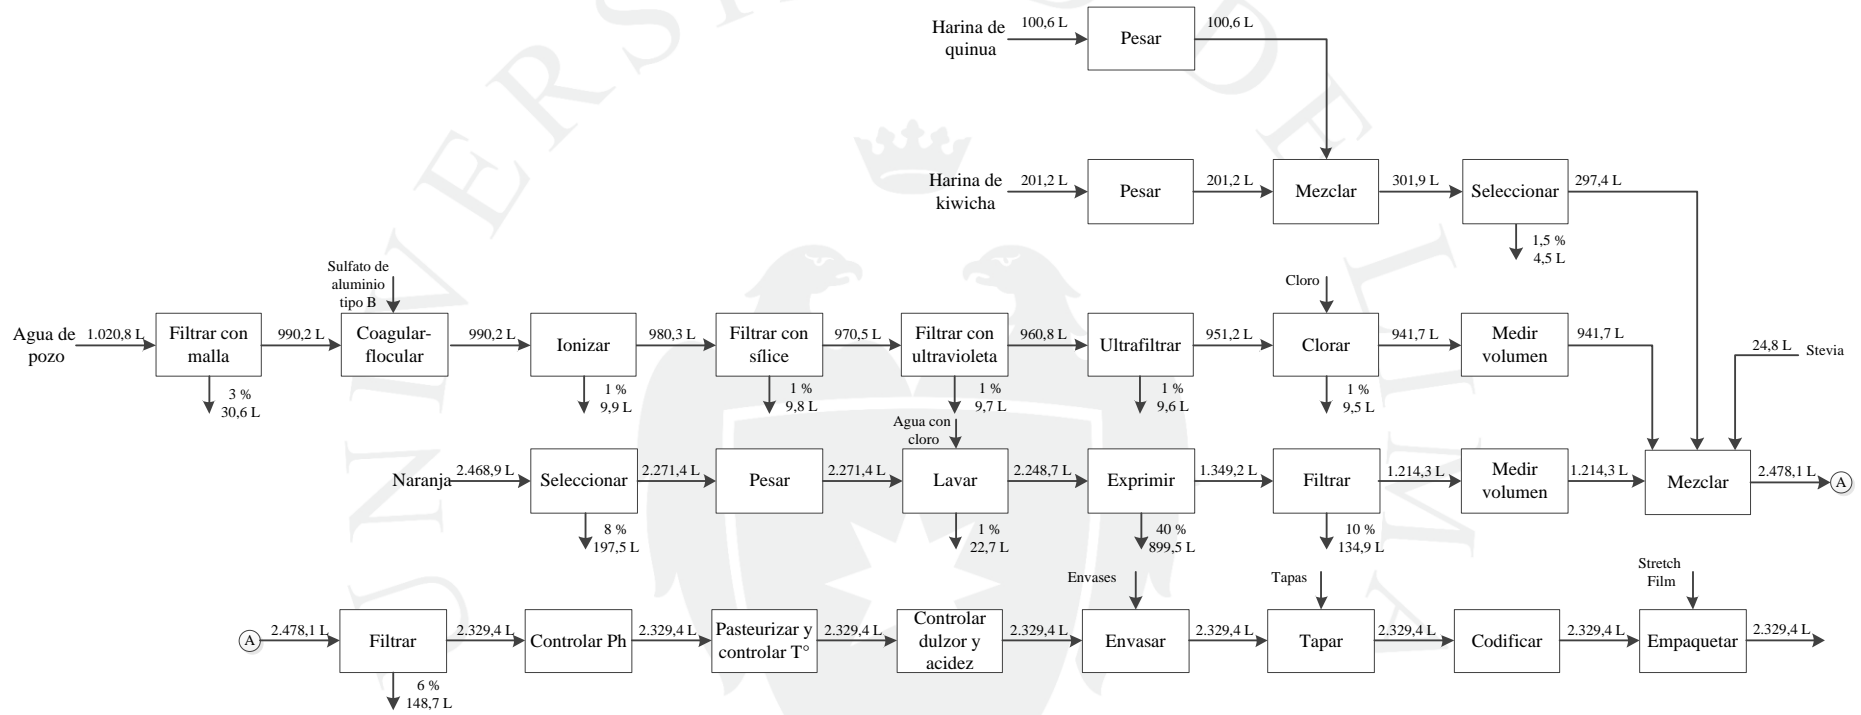 Harina de
quinua
100,6 L
Pesar
100,6 L
Harina de
kiwicha
201,2 L
Pesar
201,2 L
Mezclar
301,9 L
Seleccionar
297,4 L
1,5 %
4,5 L
Sulfato de
aluminio
tipo B
Cloro
Agua de
pozo
1.020,8 L
Filtrar con
malla
990,2 L
Coagular-
flocular
990,2 L
Ionizar
980,3 L
Filtrar con
sílice
970,5 L
Filtrar con
ultravioleta
960,8 L
Ultrafiltrar
951,2 L
Clorar
941,7 L
Medir
volumen
941,7 L
24,8 L
Stevia
3 %
30,6 L
1 %
9,9 L
1 %
9,8 L
1 %
9,7 L
1 %
9,6 L
1 %
9,5 L
Agua con
cloro
Naranja
2.468,9 L
Seleccionar
2.271,4 L
Pesar
2.271,4 L
Lavar
2.248,7 L
Exprimir
1.349,2 L
Filtrar
1.214,3 L
Medir
volumen
1.214,3 L
Mezclar
2.478,1 L
A
8 %
197,5 L
1 %
22,7 L
40 %
899,5 L
10 %
134,9 L
Envases
Tapas
Stretch
Film
A
2.478,1 L
Filtrar
2.329,4 L
Controlar Ph
2.329,4 L
Pasteurizar y
controlar T°
2.329,4 L
Controlar
dulzor y
acidez
2.329,4 L
Envasar
2.329,4 L
Tapar
2.329,4 L
Codificar
2.329,4 L
Empaquetar
2.329,4 L
6 %
148,7 L